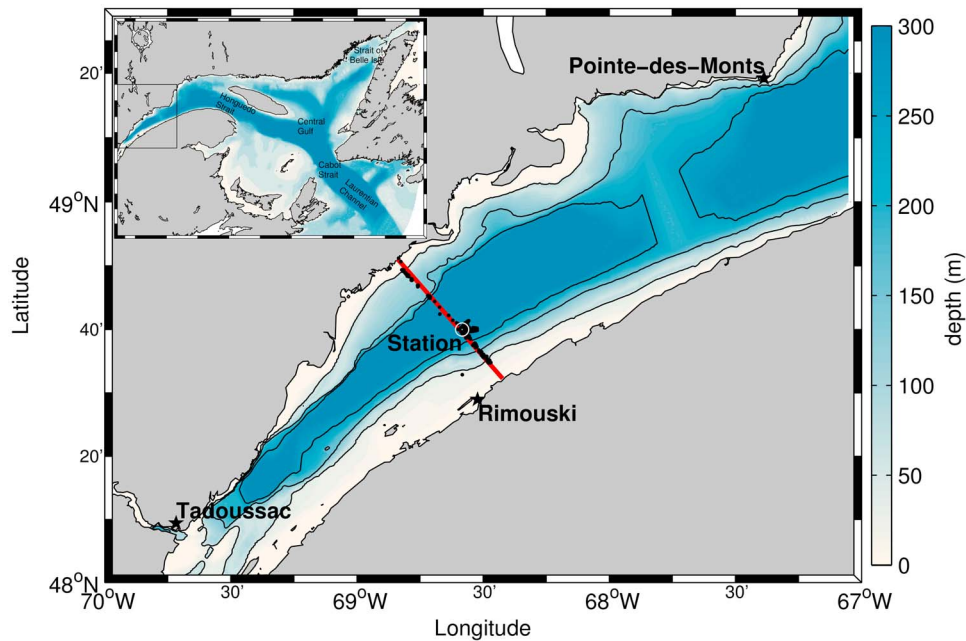 Strait of
Belle Isle
Honguedo
Strait
Central
Gulf
Cabot
Strait
Laurentian
Channel
Pointe−des−Monts
Station
Rimouski
Tadoussac
20'
49°N
40'
20'
48°N
70°W
30'
69°W
30'
68°W
30'
67°W
Latitude
Longitude
300
250
200
150
100
50
0
depth (m)